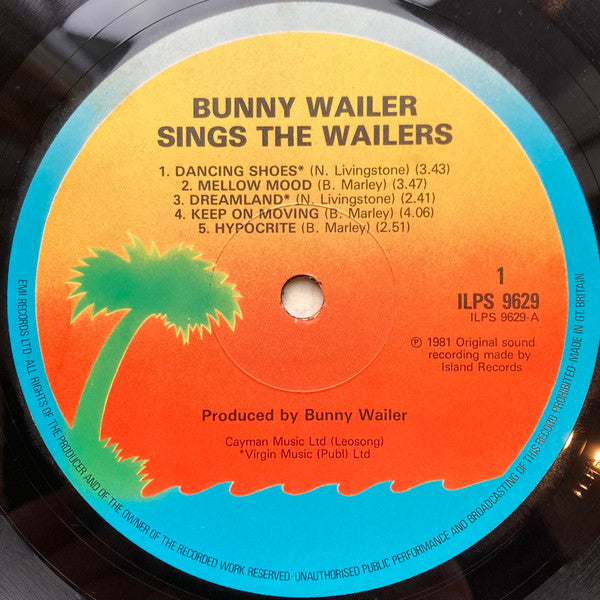 BUNNY WAILER
SINGS THE WAILERS
1. DANCING SHOES* (N. Livingstone) (3.43)
2. MELLOW MOOD (B. Marley) (3.47)
3. DREAMLAND* (N. Livingstone) (2.41)
4. KEEP ON MOVING (B. Marley) (4.06)
5. HYPOCRITE (B. Marley) (2.51)
1
ILPS 9629
ILPS 9629-A
℗ 1981 Original sound
recording made by
Island Records
Produced by Bunny Wailer
Cayman Music Ltd (Leosong)
*Virgin Music (Publ) Ltd
EMI RECORDS LTD · ALL RIGHTS OF THE PRODUCER AND OF THE OWNER OF THE RECORDED WORK RESERVED · UNAUTHORISED PUBLIC PERFORMANCE AND BROADCASTING OF THIS RECORD PROHIBITED · MADE IN GT. BRITAIN